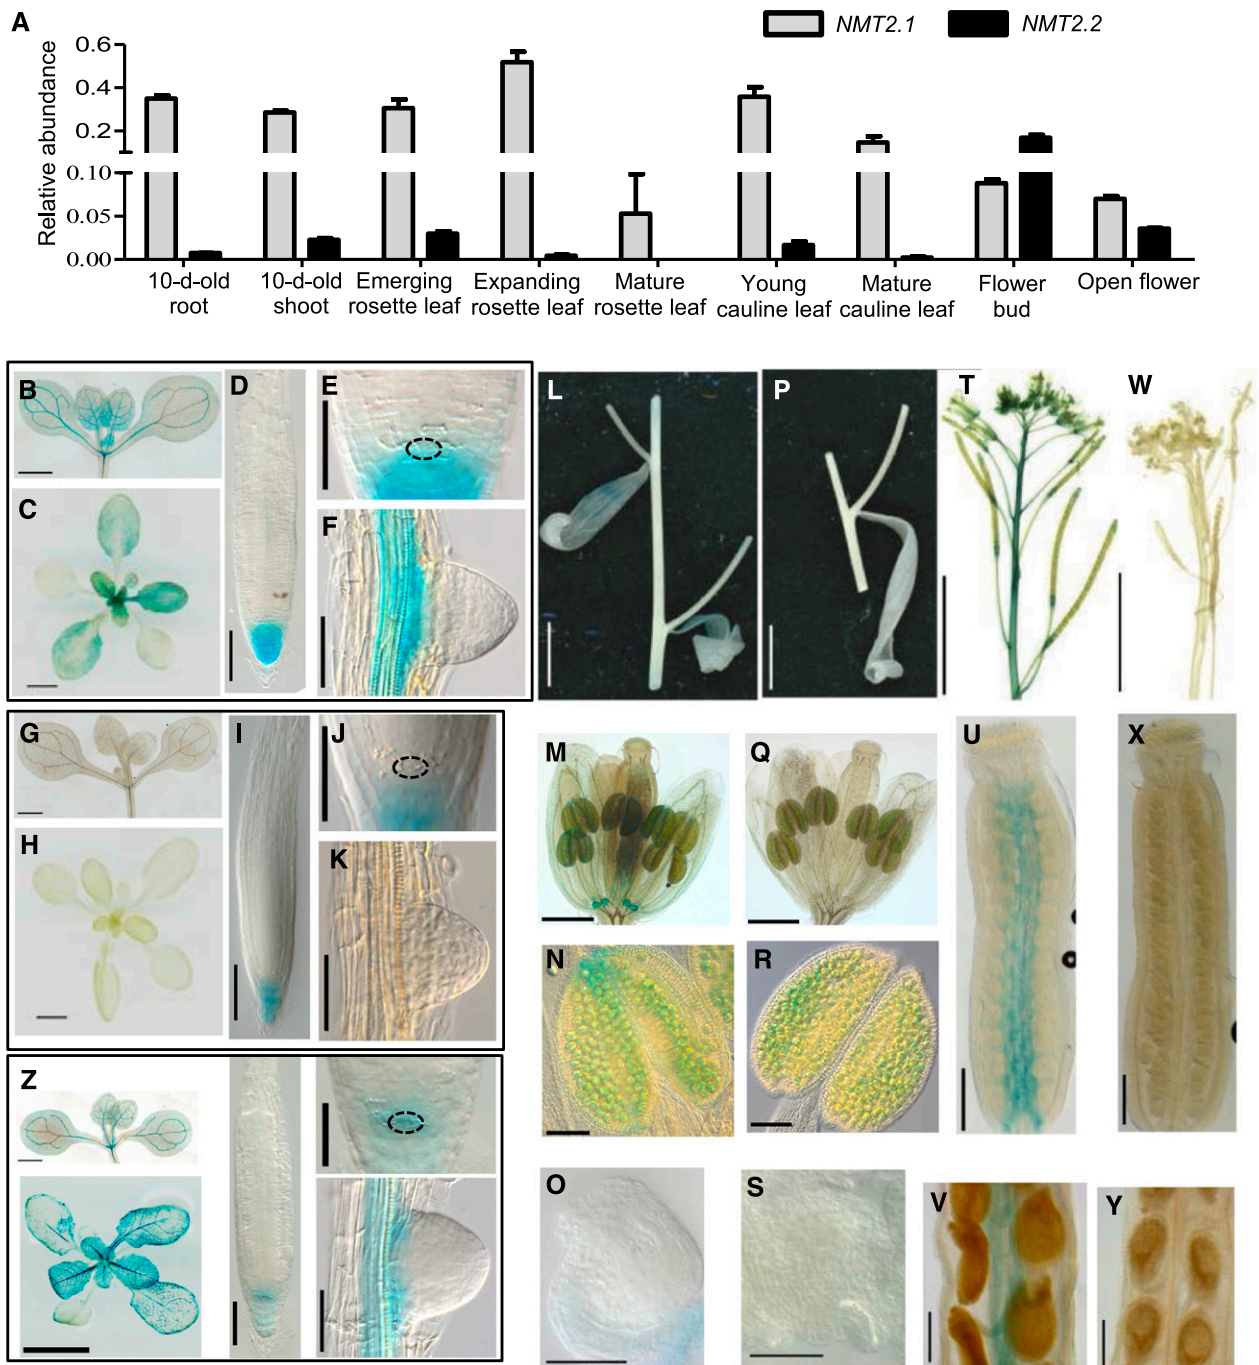 A
NMT2.1
NMT2.2
Relative abundance
0.6
0.4
0.2
0.10
0.05
0.00
10-d-old root
10-d-old shoot
Emerging rosette leaf
Expanding rosette leaf
Mature rosette leaf
Young cauline leaf
Mature cauline leaf
Flower bud
Open flower
B
D
E
C
F
L
P
T
W
G
I
J
H
K
M
Q
U
X
N
R
Z
O
S
V
Y